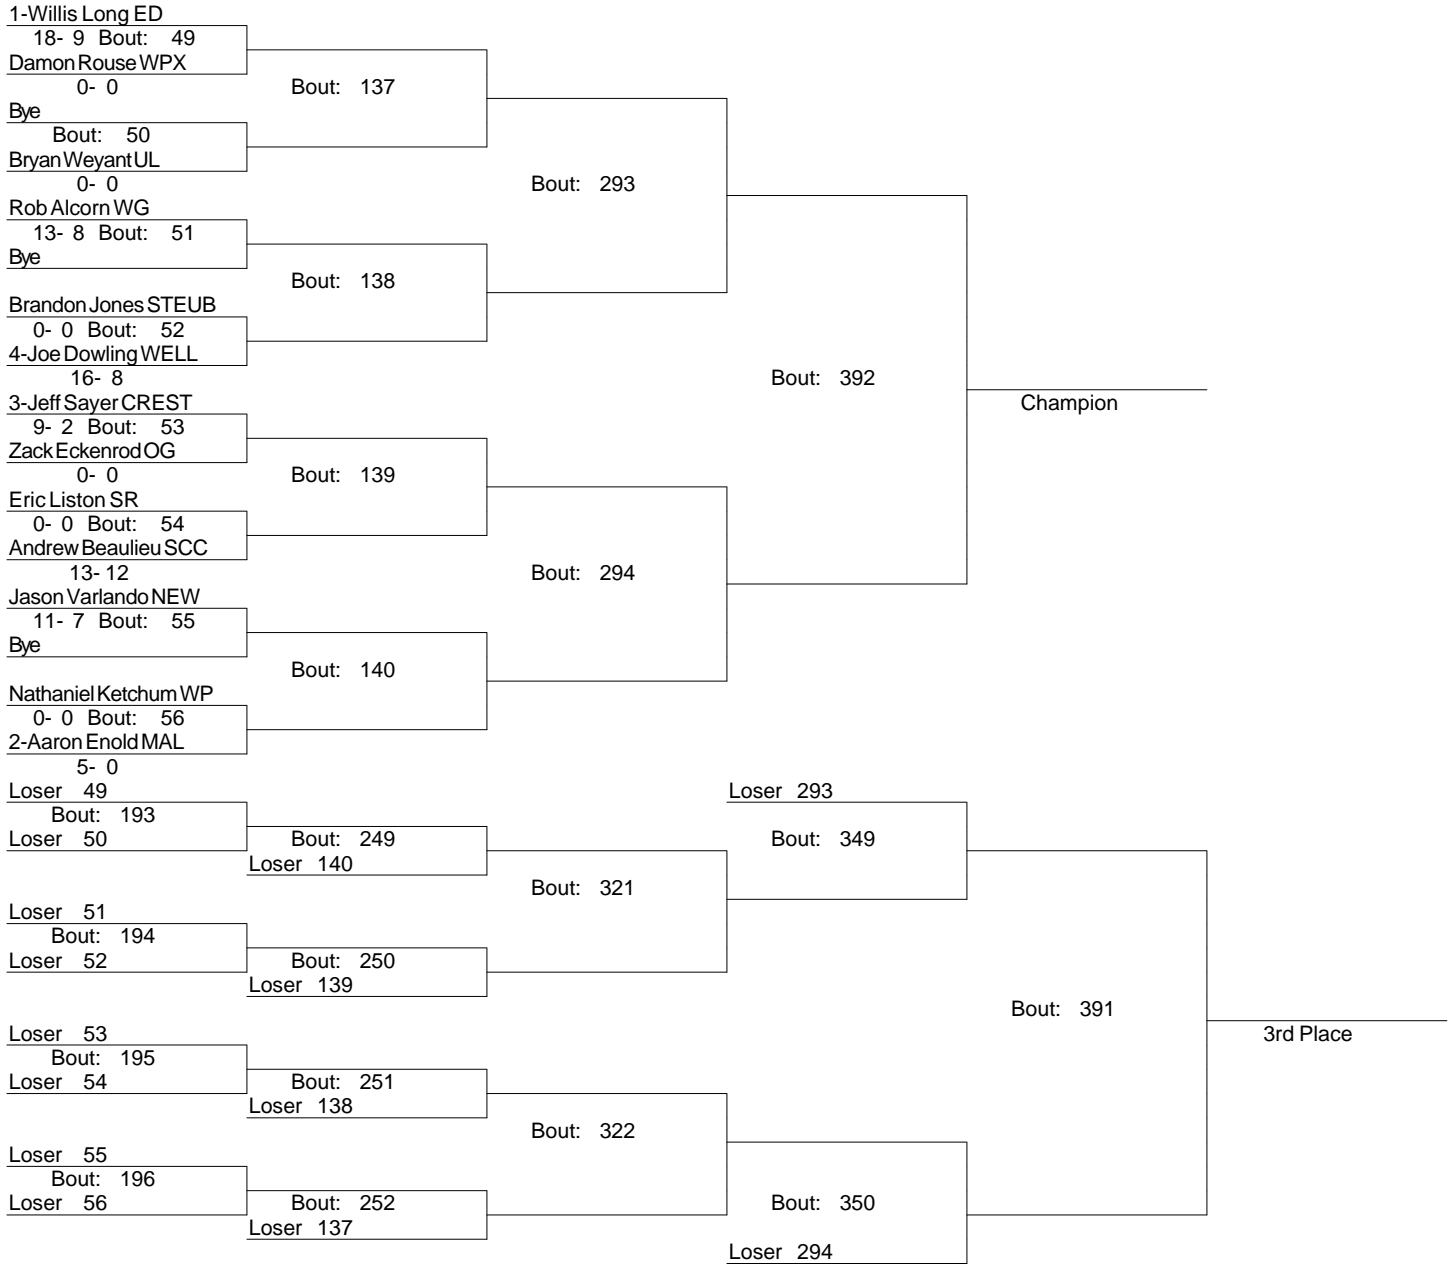 1-Willis Long ED
18- 9 Bout: 49
Damon Rouse WPX
0- 0
Bout: 137
Bye
Bout: 50
Bryan Weyant UL
0- 0
Bout: 293
Rob Alcorn WG
13- 8 Bout: 51
Bye
Bout: 138
Brandon Jones STEUB
0- 0 Bout: 52
4-Joe Dowling WELL
16- 8
Bout: 392
3-Jeff Sayer CREST
Champion
9- 2 Bout: 53
Zack Eckenrod OG
0- 0
Bout: 139
Eric Liston SR
0- 0 Bout: 54
Andrew Beaulieu SCC
13- 12
Bout: 294
Jason Varlando NEW
11- 7 Bout: 55
Bye
Bout: 140
Nathaniel Ketchum WP
0- 0 Bout: 56
2-Aaron Enold MAL
5- 0
Loser 49
Loser 293
Bout: 193
Loser 50
Bout: 249
Bout: 349
Loser 140
Bout: 321
Loser 51
Bout: 194
Loser 52
Bout: 250
Loser 139
Bout: 391
Loser 53
3rd Place
Bout: 195
Loser 54
Bout: 251
Loser 138
Bout: 322
Loser 55
Bout: 196
Loser 56
Bout: 252
Bout: 350
Loser 137
Loser 294